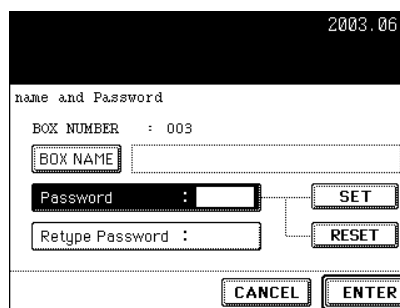 2003.06
name and Password
BOX NUMBER : 003
BOX NAME
Password : SET
Retype Password : RESET
CANCEL ENTER